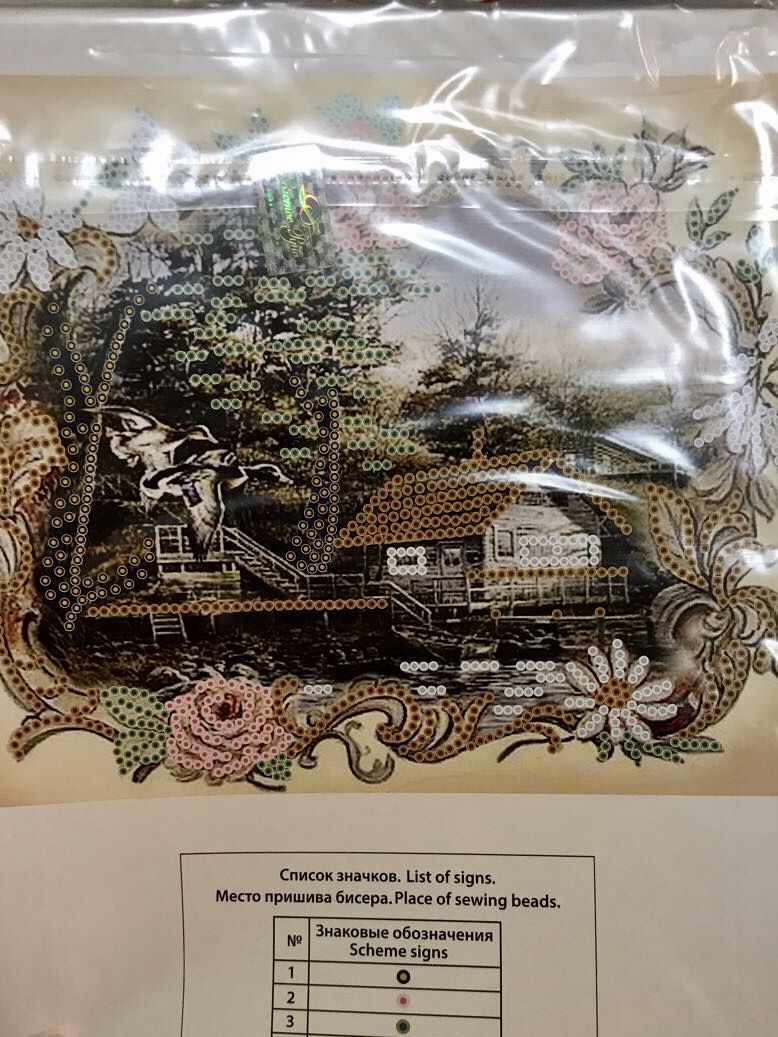 Список значков. List of signs.
Место пришива бисера. Place of sewing beads.
№ Знаковые обозначения
Scheme signs
1
2
3